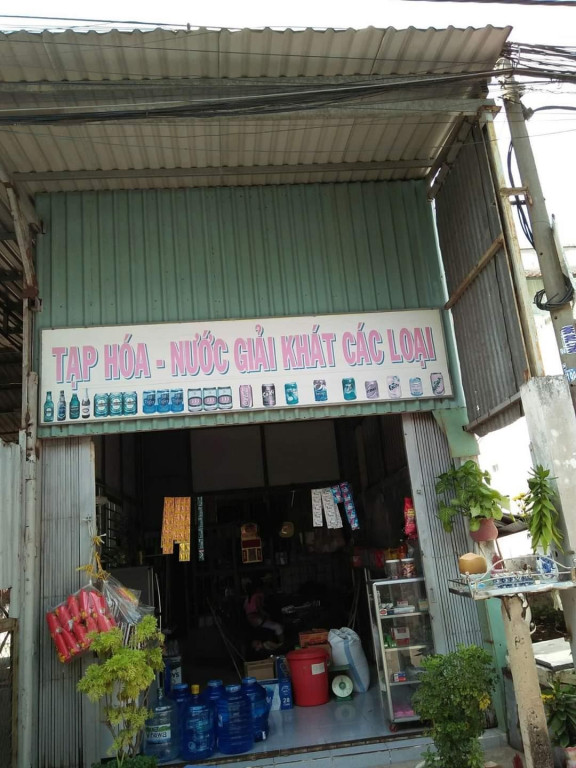 TẠP HÓA - NƯỚC GIẢI KHÁT CÁC LOẠI